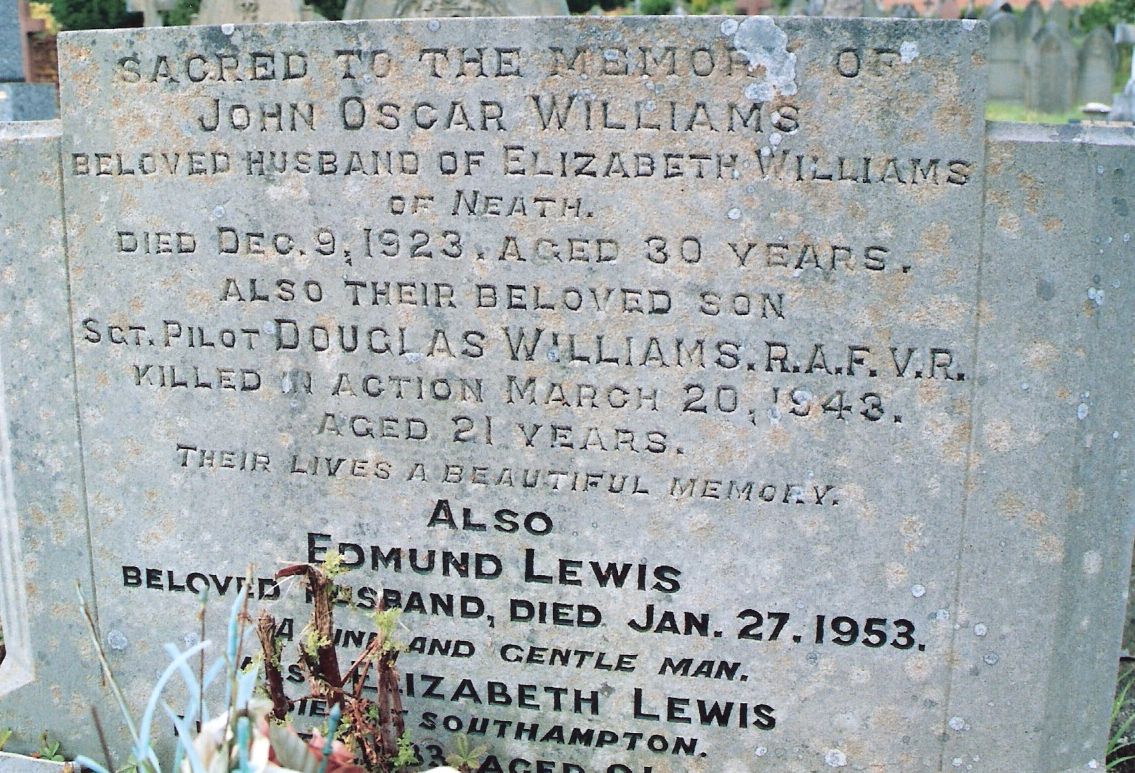 SACRED TO THE MEMORY OF
JOHN OSCAR WILLIAMS
BELOVED HUSBAND OF ELIZABETH WILLIAMS
OF NEATH.
DIED DEC. 9, 1923. AGED 30 YEARS.
ALSO THEIR BELOVED SON
SGT. PILOT DOUGLAS WILLIAMS. R.A.F.V.R.
KILLED IN ACTION MARCH 20, 1943.
AGED 21 YEARS.
THEIR LIVES A BEAUTIFUL MEMORY.
ALSO
EDMUND LEWIS
BELOVED HUSBAND, DIED JAN. 27. 1953.
A AND GENTLE MAN.
ELIZABETH LEWIS
SOUTHAMPTON.
AGED